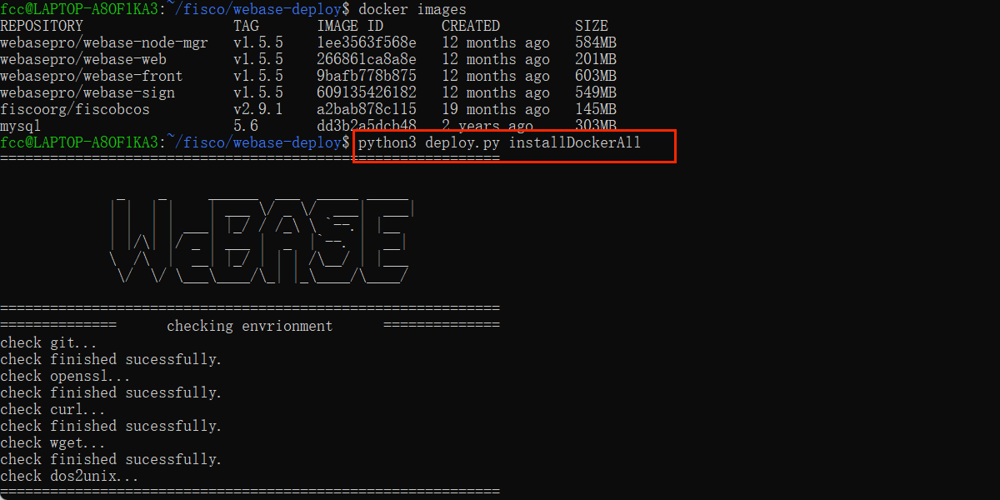 fcc@LAPTOP-A8OF1KA3:~/fisco/webase-deploy$ docker images
REPOSITORY TAG IMAGE ID CREATED SIZE
webasepro/webase-node-mgr v1.5.5 1ee3563f568e 12 months ago 584MB
webasepro/webase-web v1.5.5 266861ca8a8e 12 months ago 201MB
webasepro/webase-front v1.5.5 9bafb778b875 12 months ago 603MB
webasepro/webase-sign v1.5.5 609135426182 12 months ago 549MB
fiscoorg/fiscobcos v2.9.1 a2bab878c115 19 months ago 145MB
mysql 5.6 dd3b2a5dcb48 2 years ago 303MB
fcc@LAPTOP-A8OF1KA3:~/fisco/webase-deploy$ python3 deploy.py installDockerAll
============================================================
WeBASE
============================================================
============== checking envrionment ==============
check git...
check finished sucessfully.
check openssl...
check finished sucessfully.
check curl...
check finished sucessfully.
check wget...
check finished sucessfully.
check dos2unix...
============================================================